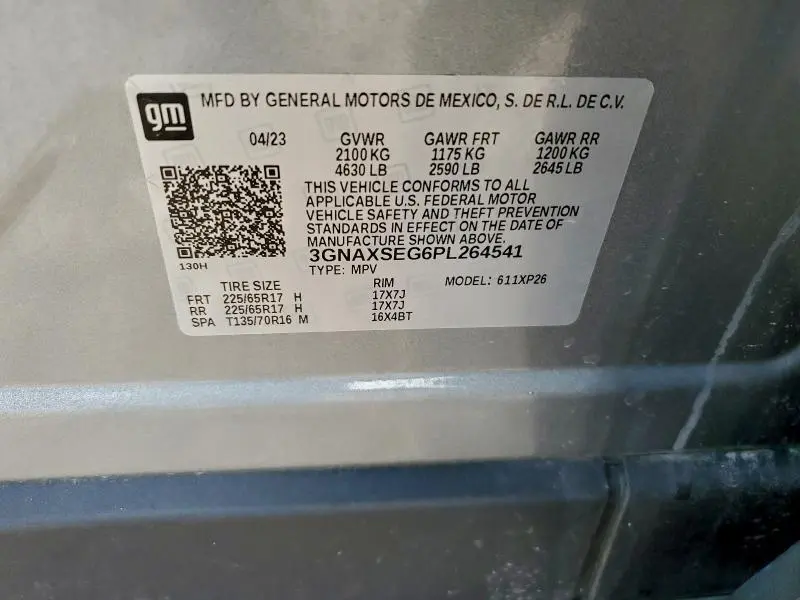 gm
MFD BY GENERAL MOTORS DE MEXICO, S. DE R.L. DE C.V.
04/23 GVWR GAWR FRT GAWR RR
2100 KG 1175 KG 1200 KG
4630 LB 2590 LB 2645 LB
THIS VEHICLE CONFORMS TO ALL
APPLICABLE U.S. FEDERAL MOTOR
VEHICLE SAFETY AND THEFT PREVENTION
STANDARDS IN EFFECT ON THE DATE OF
MANUFACTURE SHOWN ABOVE.
3GNAXSEG6PL264541
130H
TYPE: MPV MODEL: 611XP26
TIRE SIZE RIM
FRT 225/65R17 H 17X7J
RR 225/65R17 H 17X7J
SPA T135/70R16 M 16X4BT